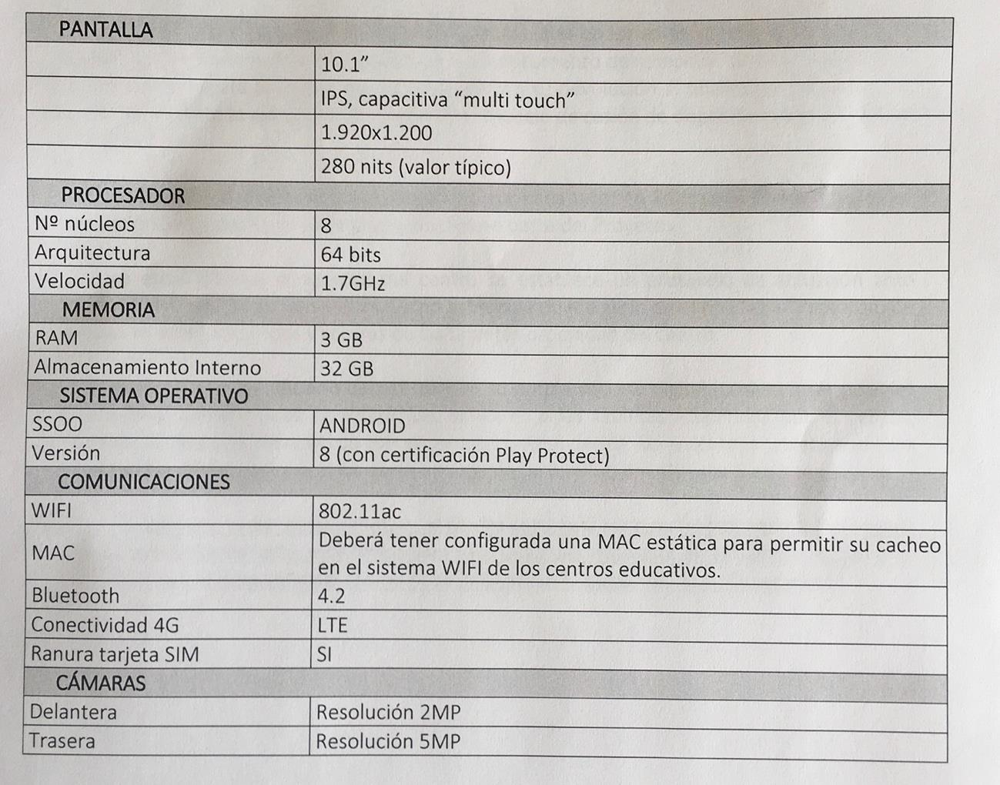 PANTALLA
10.1”
IPS, capacitiva “multi touch”
1.920x1.200
280 nits (valor típico)
PROCESADOR
Nº núcleos 8
Arquitectura 64 bits
Velocidad 1.7GHz
MEMORIA
RAM 3 GB
Almacenamiento Interno 32 GB
SISTEMA OPERATIVO
SSOO ANDROID
Versión 8 (con certificación Play Protect)
COMUNICACIONES
WIFI 802.11ac
MAC Deberá tener configurada una MAC estática para permitir su cacheo
en el sistema WIFI de los centros educativos.
Bluetooth 4.2
Conectividad 4G LTE
Ranura tarjeta SIM SI
CÁMARAS
Delantera Resolución 2MP
Trasera Resolución 5MP